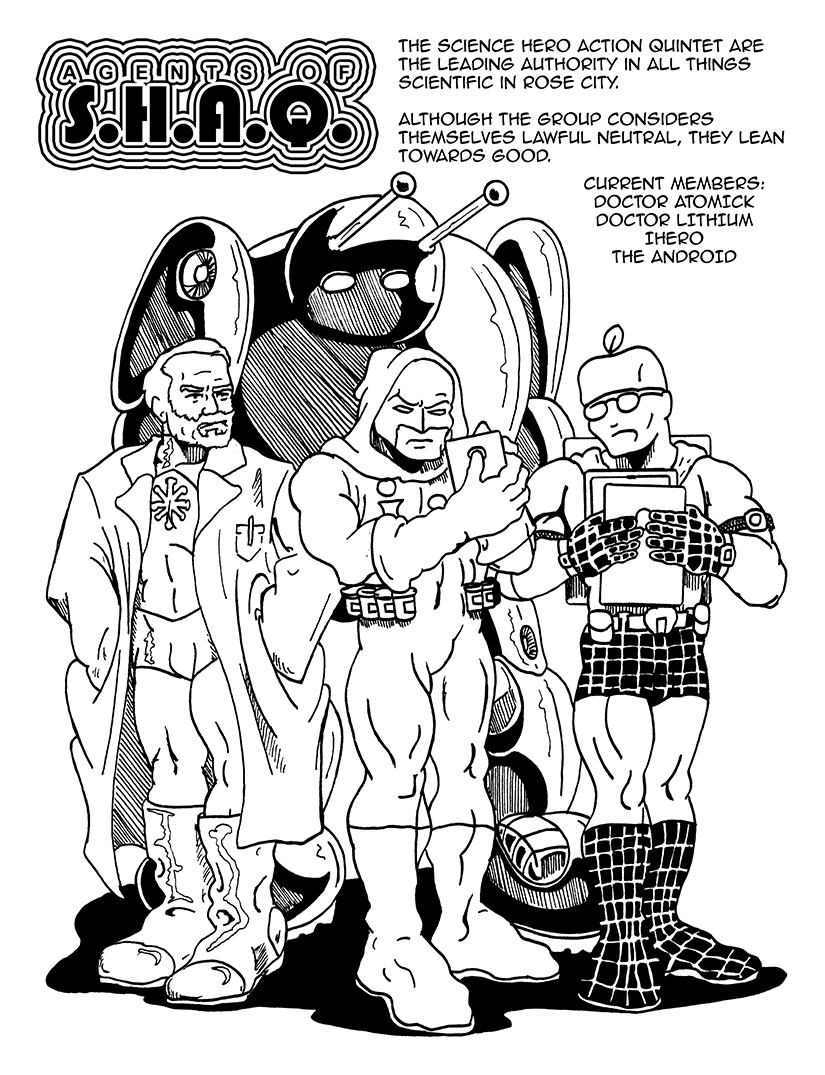 AGENTS OF
S.H.A.Q.
THE SCIENCE HERO ACTION QUINTET ARE
THE LEADING AUTHORITY IN ALL THINGS
SCIENTIFIC IN ROSE CITY.
ALTHOUGH THE GROUP CONSIDERS
THEMSELVES LAWFUL NEUTRAL, THEY LEAN
TOWARDS GOOD.
CURRENT MEMBERS:
DOCTOR ATOMICK
DOCTOR LITHIUM
IHERO
THE ANDROID